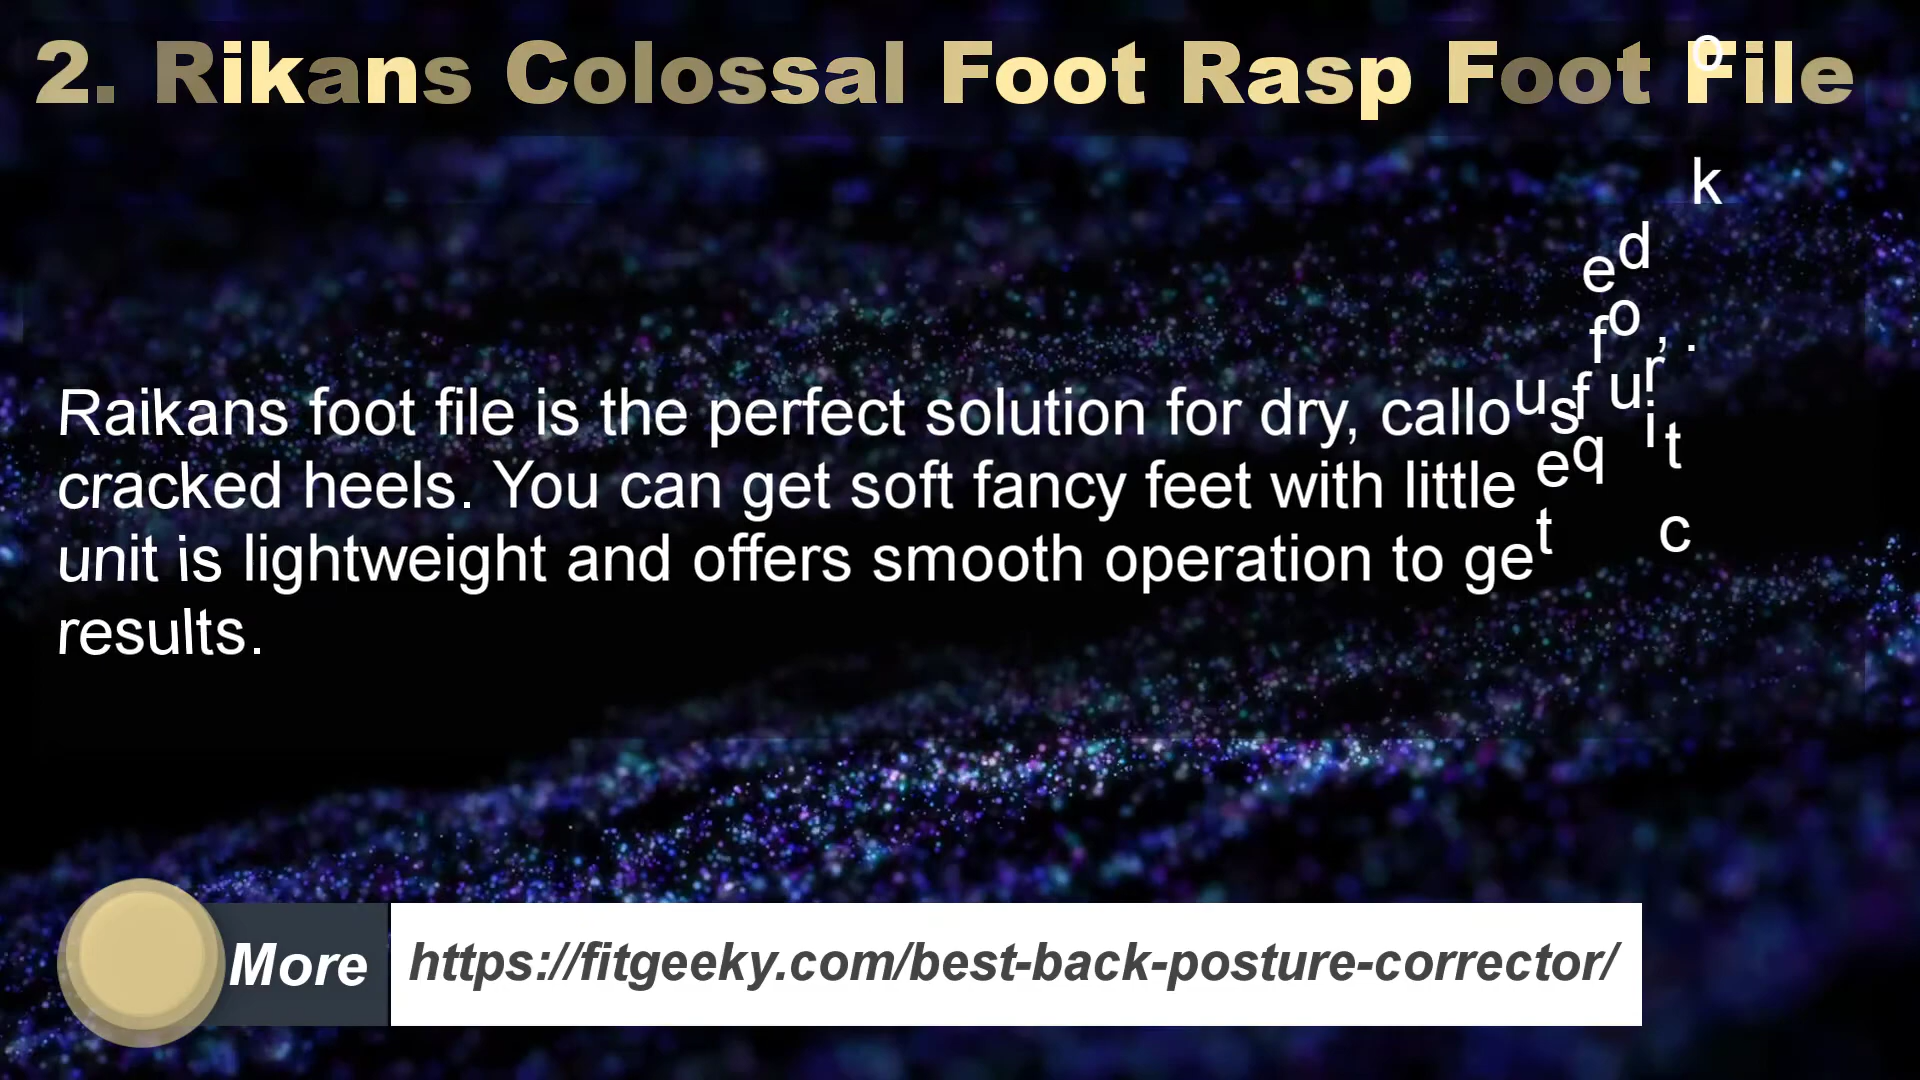 2. Rikans Colossal Foot Rasp Foot File
Raikans foot file is the perfect solution for dry, callous
cracked heels. You can get soft fancy feet with little
unit is lightweight and offers smooth operation to get
results.
More
https://fitgeeky.com/best-back-posture-corrector/